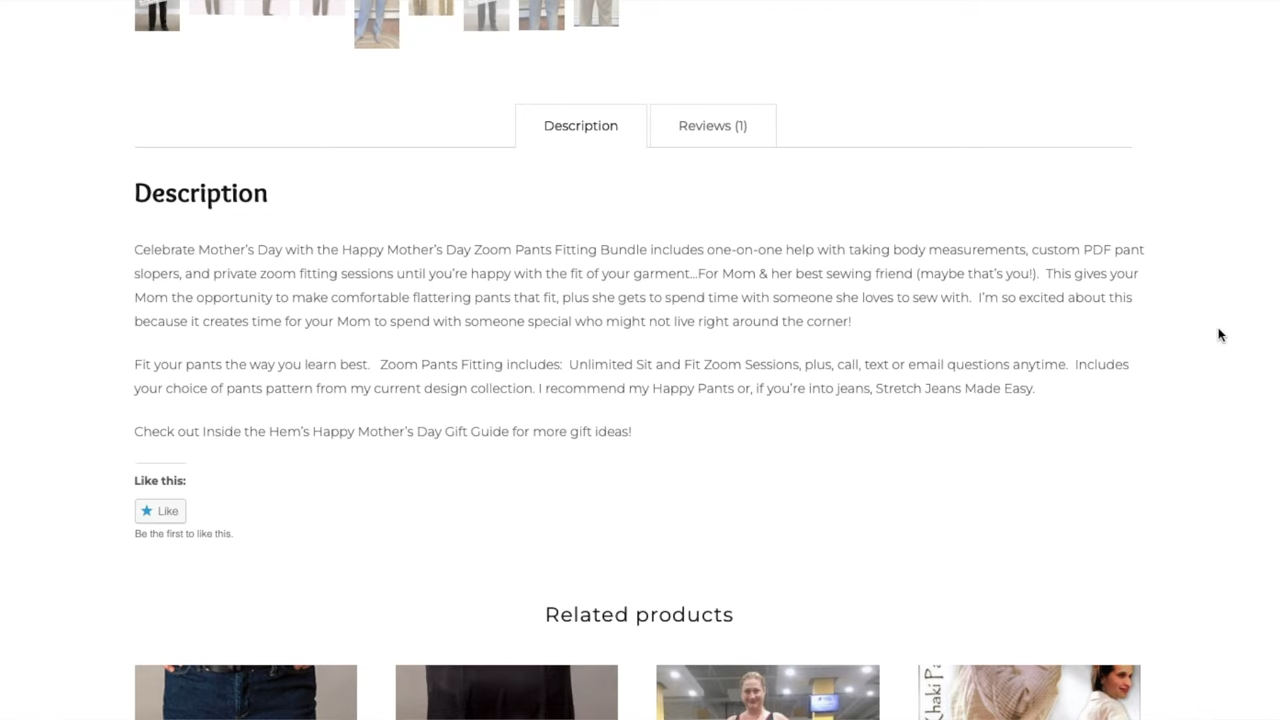 Description
Reviews (1)
Description
Celebrate Mother's Day with the Happy Mother's Day Zoom Pants Fitting Bundle includes one-on-one help with taking body measurements, custom PDF pant
slopers, and private zoom fitting sessions until you're happy with the fit of your garment...For Mom & her best sewing friend (maybe that's you!).  This gives your
Mom the opportunity to make comfortable flattering pants that fit, plus she gets to spend time with someone she loves to sew with.  I'm so excited about this
because it creates time for your Mom to spend with someone special who might not live right around the corner!
Fit your pants the way you learn best.   Zoom Pants Fitting includes:  Unlimited Sit and Fit Zoom Sessions, plus, call, text or email questions anytime.  Includes
your choice of pants pattern from my current design collection. I recommend my Happy Pants or, if you're into jeans, Stretch Jeans Made Easy.
Check out Inside the Hem's Happy Mother's Day Gift Guide for more gift ideas!
Like this:
Like
Be the first to like this.
Related products
Khaki